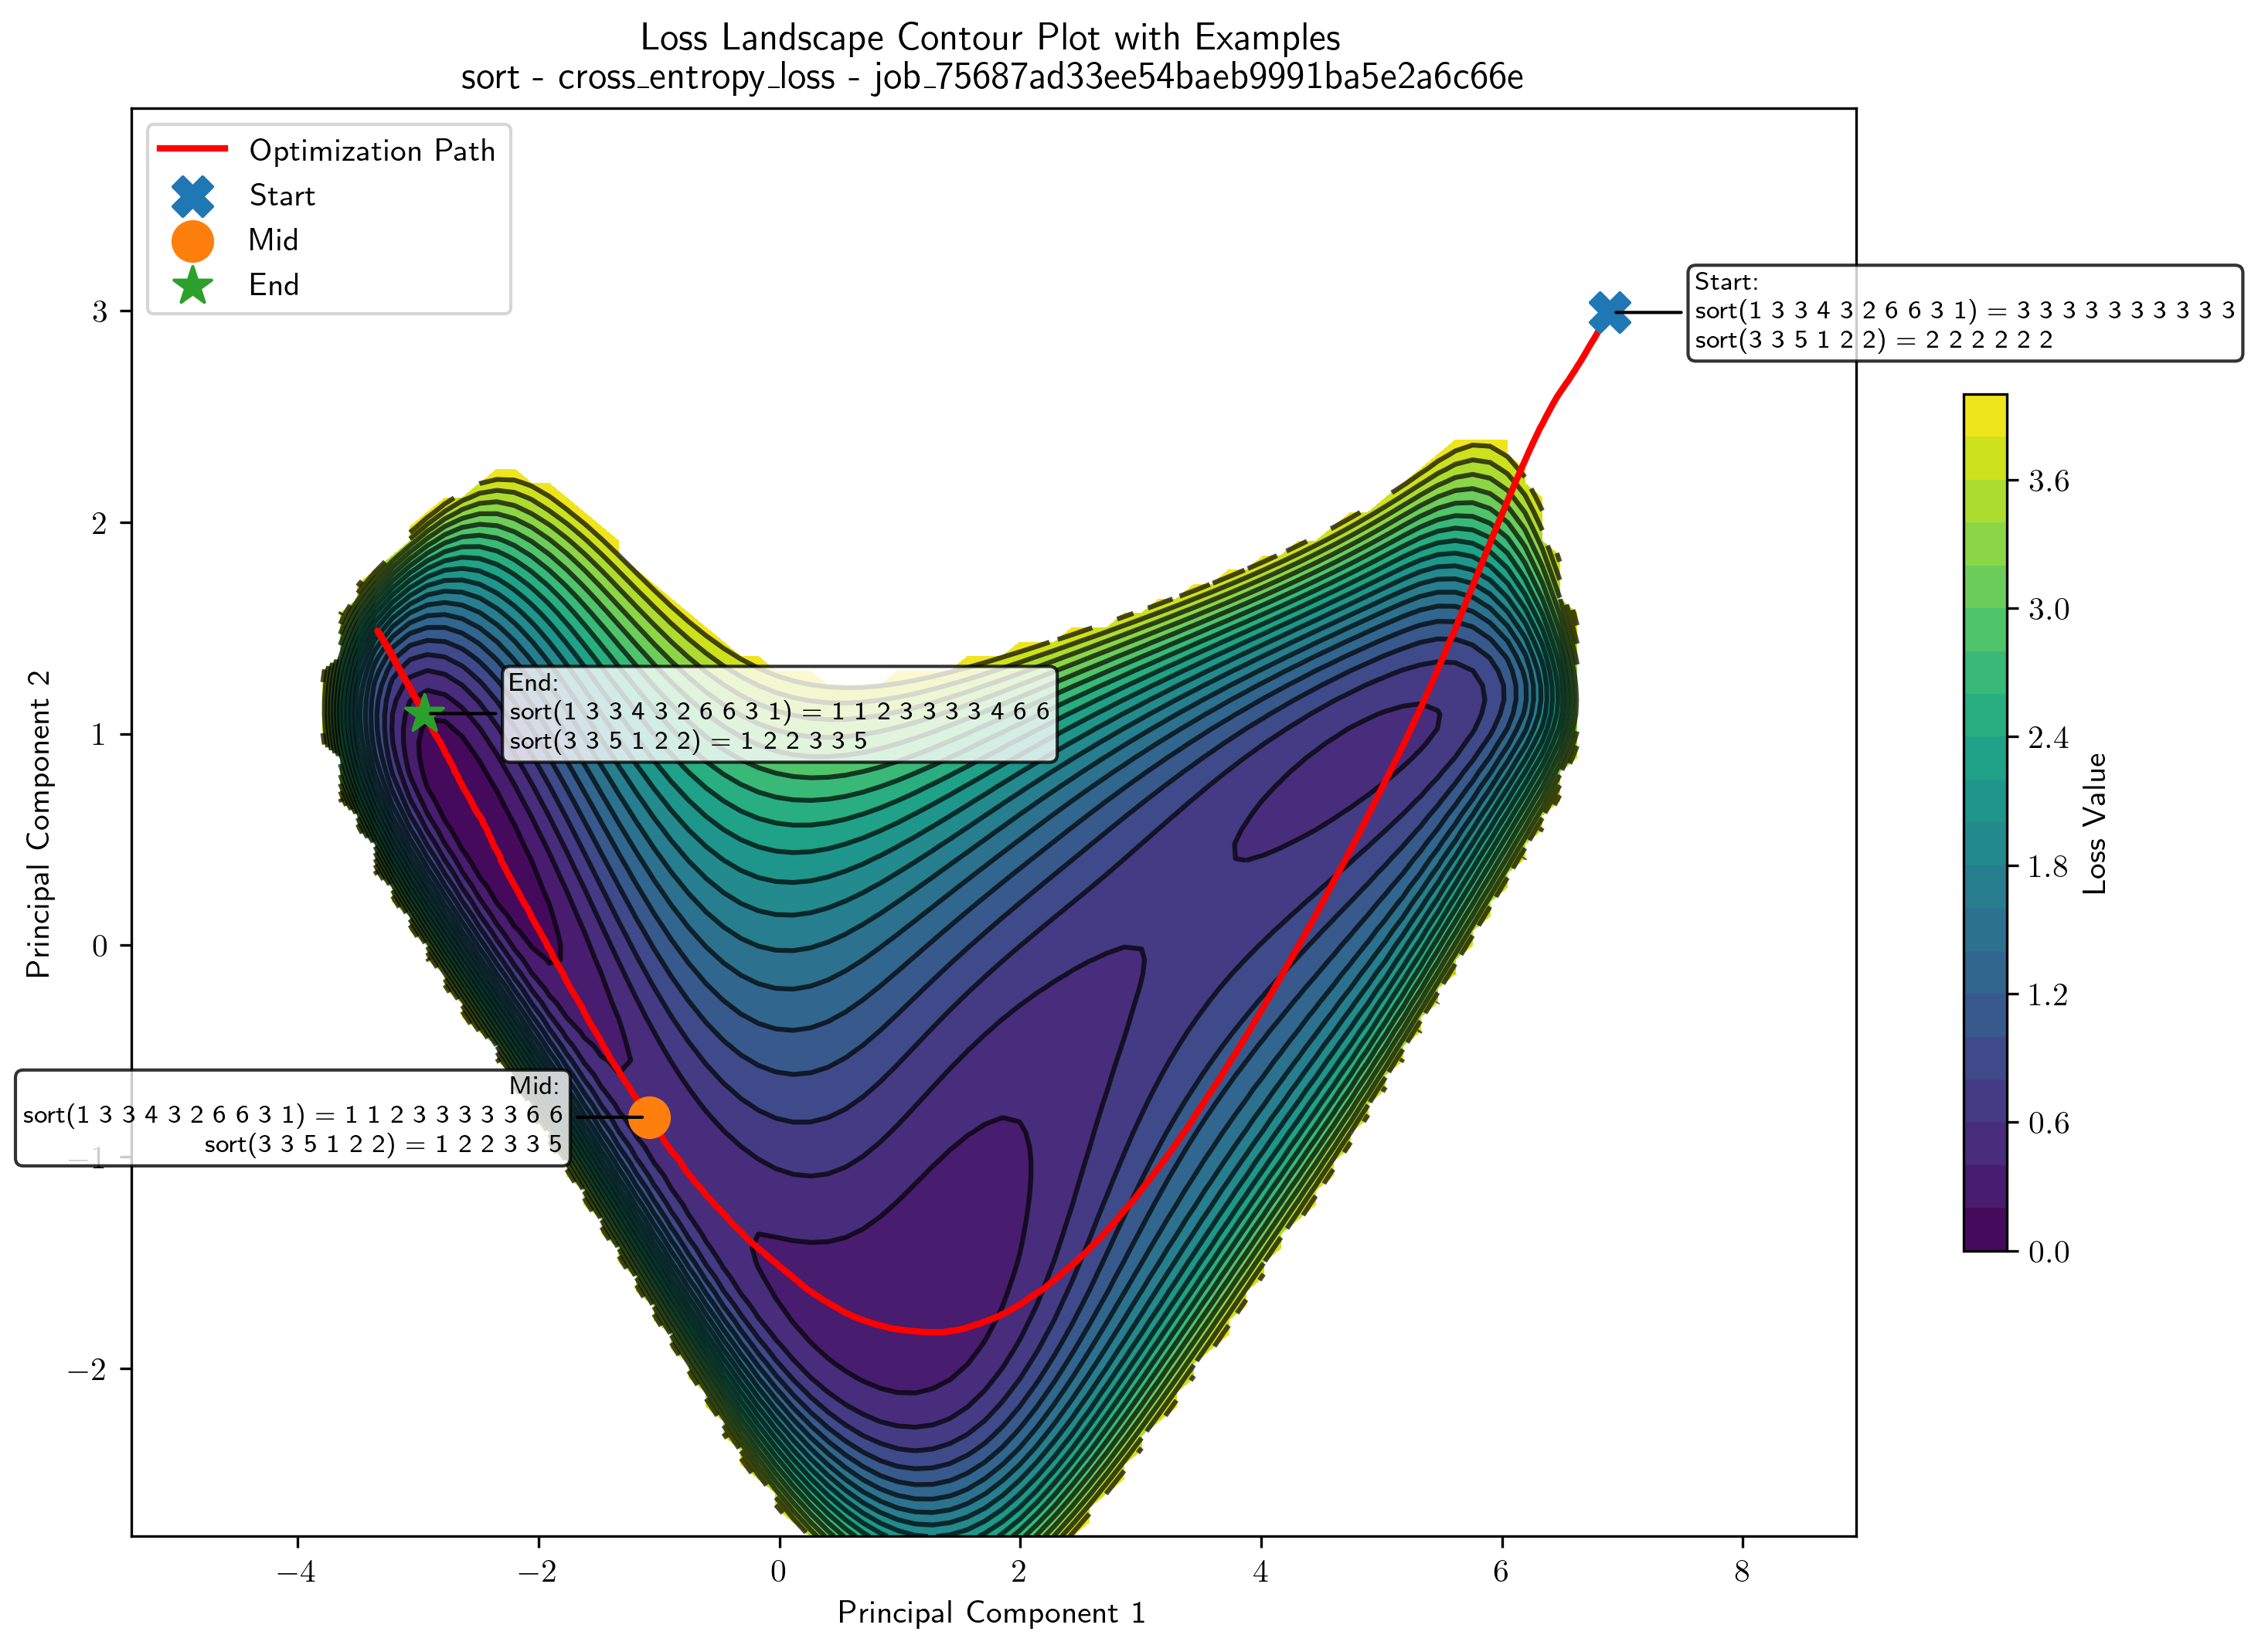 Loss Landscape Contour Plot with Examples
sort - cross_entropy_loss - job_75687ad33ee54baeb9991ba5e2a6c66e
Optimization Path
Start
Mid
End
Start:
sort(1 3 3 4 3 2 6 6 3 1) = 3 3 3 3 3 3 3 3 3 3
sort(3 3 5 1 2 2) = 2 2 2 2 2 2
End:
sort(1 3 3 4 3 2 6 6 3 1) = 1 1 2 3 3 3 3 4 6 6
sort(3 3 5 1 2 2) = 1 2 2 3 3 5
Mid:
sort(1 3 3 4 3 2 6 6 3 1) = 1 1 2 3 3 3 3 3 6 6
sort(3 3 5 1 2 2) = 1 2 2 3 3 5
Principal Component 2
3
2
1
0
−1
−2
−4
−2
0
2
4
6
8
Principal Component 1
3.6
3.0
2.4
1.8
1.2
0.6
0.0
Loss Value